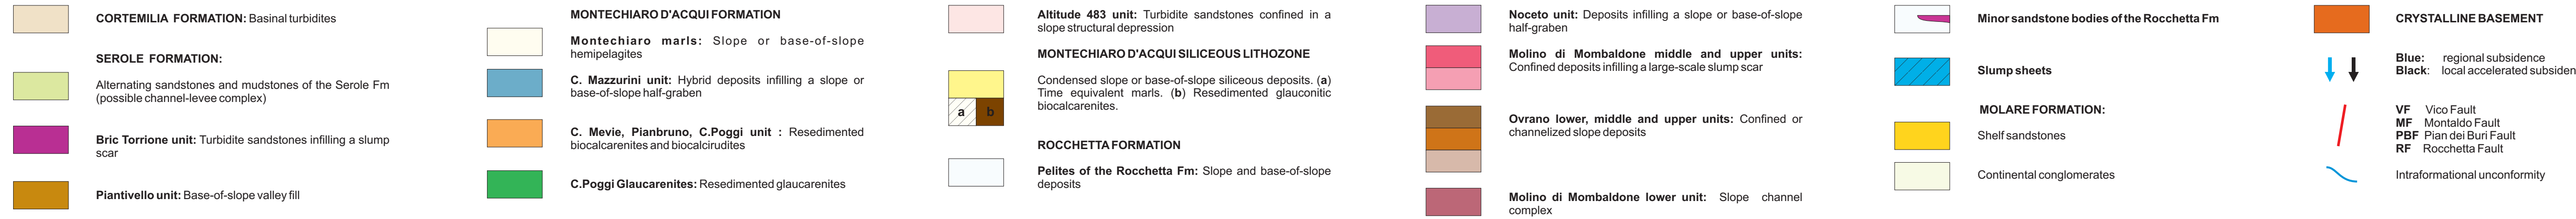 CORTEMILIA FORMATION: Basinal turbidites
SEROLE FORMATION:
Alternating sandstones and mudstones of the Serole Fm
(possible channel-levee complex)
Bric Torrione unit: Turbidite sandstones infilling a slump
scar
Piantivello unit: Base-of-slope valley fill
MONTECHIARO D'ACQUI FORMATION
Montechiaro marls: Slope or base-of-slope
hemipelagites
C. Mazzurini unit: Hybrid deposits infilling a slope or
base-of-slope half-graben
C. Mevie, Pianbruno, C.Poggi unit : Resedimented
biocalcarenites and biocalcirudites
C.Poggi Glaucarenites: Resedimented glaucarenites
Altitude 483 unit: Turbidite sandstones confined in a
slope structural depression
MONTECHIARO D'ACQUI SILICEOUS LITHOZONE
Condensed slope or base-of-slope siliceous deposits. (a)
Time equivalent marls. (b) Resedimented glauconitic
biocalcarenites.
a b
ROCCHETTA FORMATION
Pelites of the Rocchetta Fm: Slope and base-of-slope
deposits
Noceto unit: Deposits infilling a slope or base-of-slope
half-graben
Molino di Mombaldone middle and upper units:
Confined deposits infilling a large-scale slump scar
Ovrano lower, middle and upper units: Confined or
channelized slope deposits
Molino di Mombaldone lower unit: Slope channel
complex
Minor sandstone bodies of the Rocchetta Fm
Slump sheets
MOLARE FORMATION:
Shelf sandstones
Continental conglomerates
CRYSTALLINE BASEMENT
Blue: regional subsidence
Black: local accelerated subsiden
VF Vico Fault
MF Montaldo Fault
PBF Pian dei Buri Fault
RF Rocchetta Fault
Intraformational unconformity